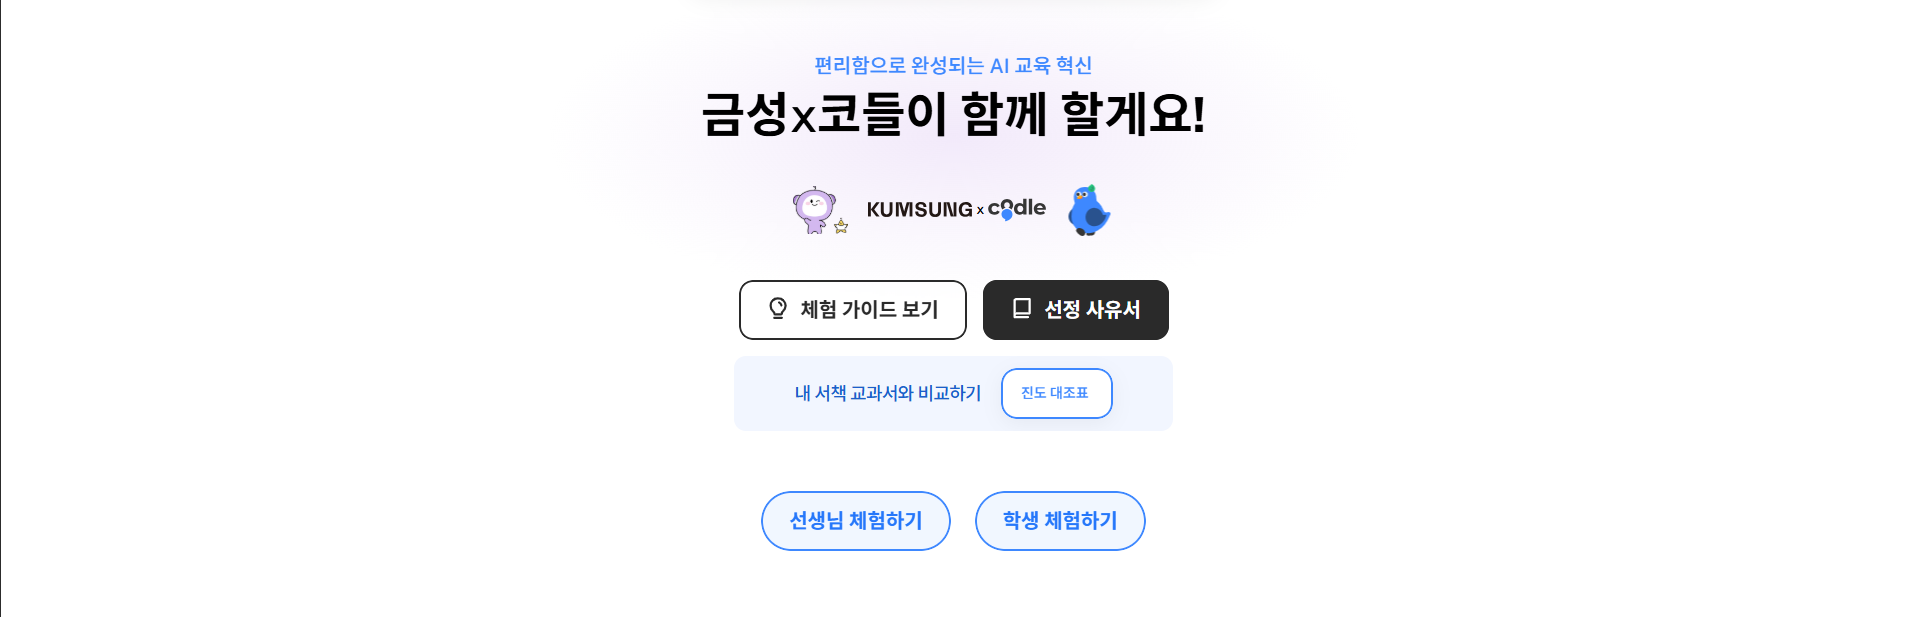 편리함으로 완성되는 AI 교육 혁신
금성x코들이 함께 할게요!
KUMSUNG x codle
체험 가이드 보기
선정 사유서
내 서책 교과서와 비교하기
진도 대조표
선생님 체험하기
학생 체험하기